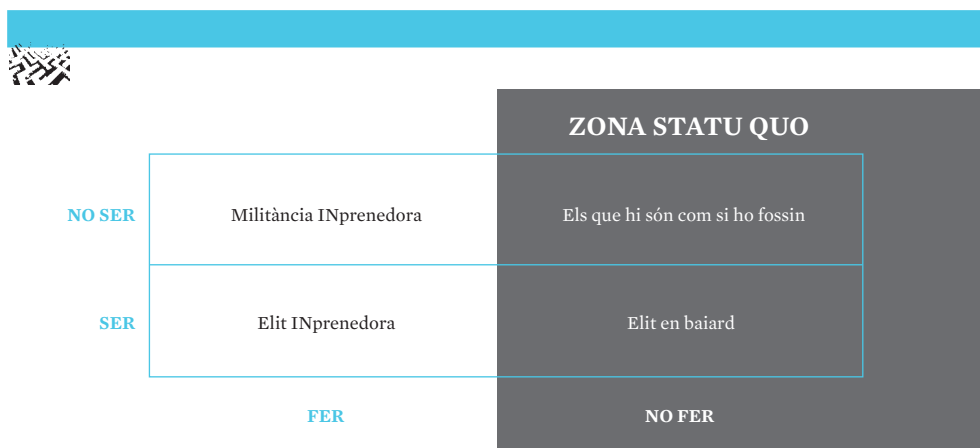 ZONA STATU QUO
NO SER
Militància INprenedora
Els que hi són com si ho fossin
SER
Elit INprenedora
Elit en baiard
FER
NO FER